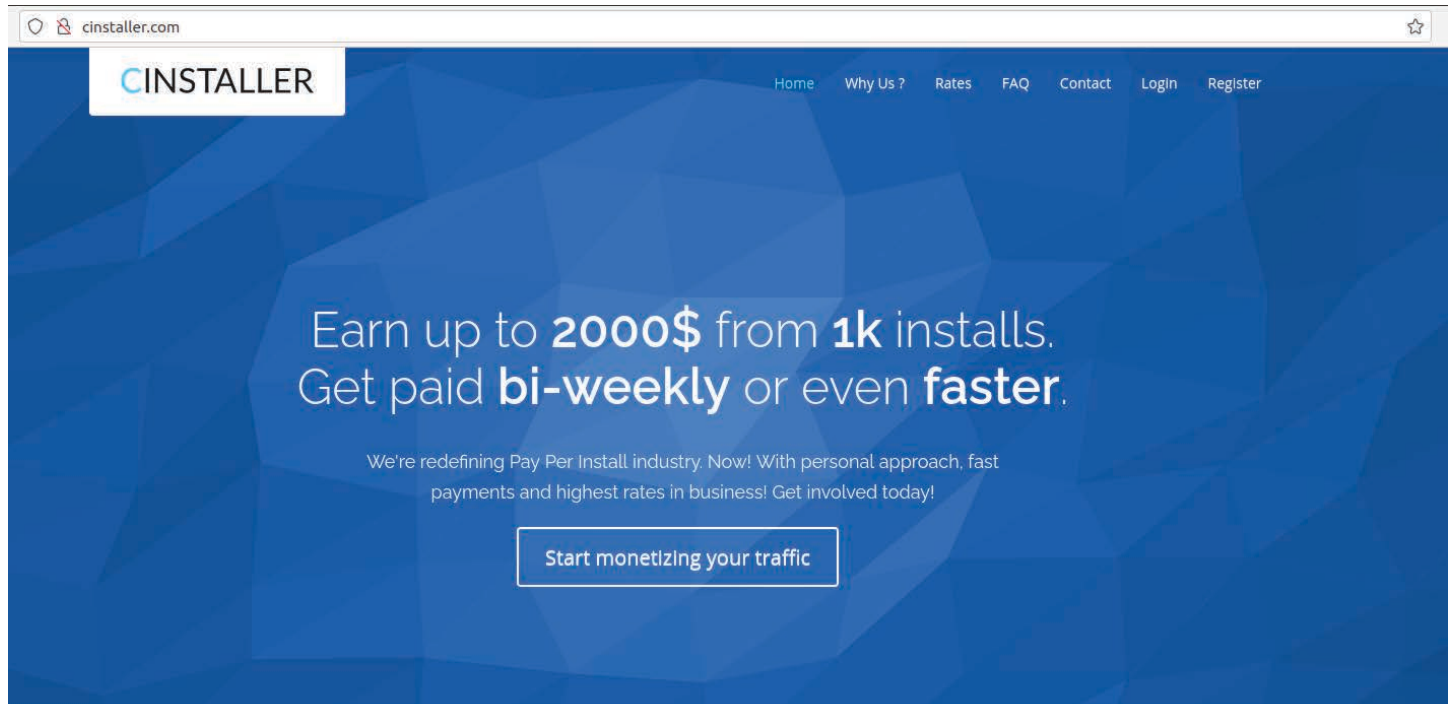 cinstaller.com
CINSTALLER
Home Why Us ? Rates FAQ Contact Login Register
Earn up to 2000$ from 1k installs.
Get paid bi-weekly or even faster.
We're redefining Pay Per Install industry. Now! With personal approach, fast
payments and highest rates in business! Get involved today!
Start monetizing your traffic